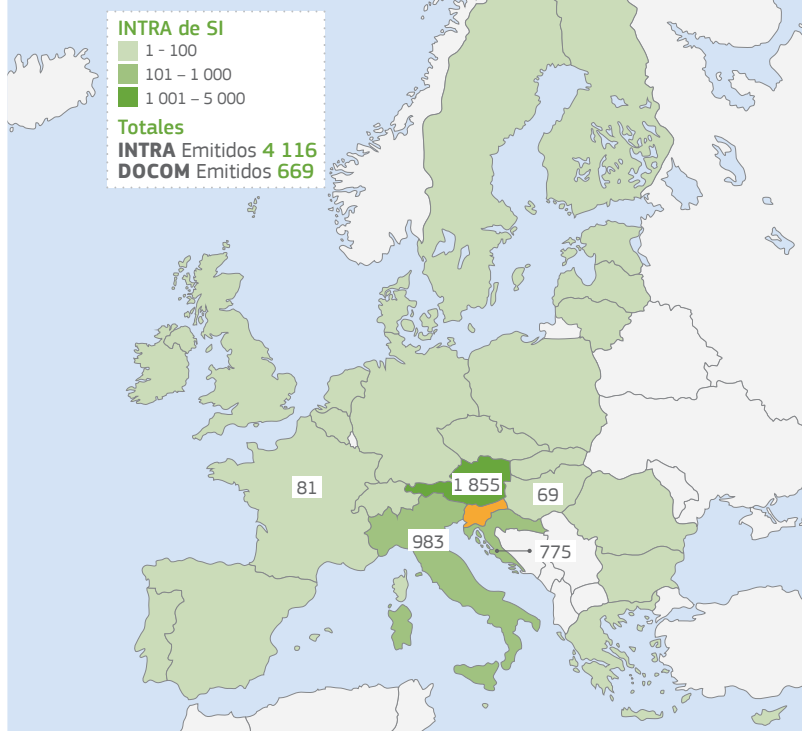 INTRA de SI
1 - 100
101 – 1 000
1 001 – 5 000
Totales
INTRA Emitidos 4 116
DOCOM Emitidos 669
81
1 855
69
983
775